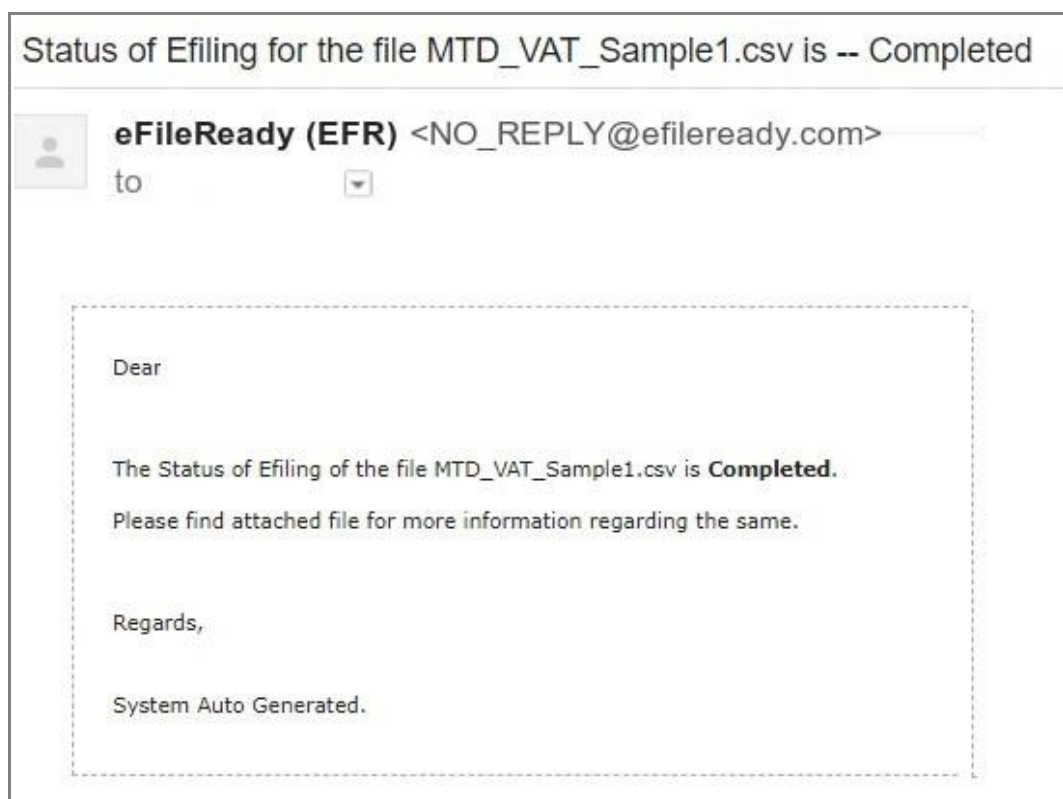 Status of Efiling for the file MTD_VAT_Sample1.csv is -- Completed
eFileReady (EFR) <NO_REPLY@efileready.com>
to
Dear
The Status of Efiling of the file MTD_VAT_Sample1.csv is Completed.
Please find attached file for more information regarding the same.
Regards,
System Auto Generated.